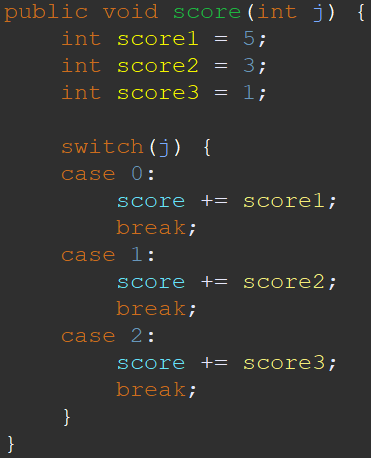 public void score(int j) {
    int score1 = 5;
    int score2 = 3;
    int score3 = 1;

    switch(j) {
    case 0:
        score += score1;
        break;
    case 1:
        score += score2;
        break;
    case 2:
        score += score3;
        break;
    }
}